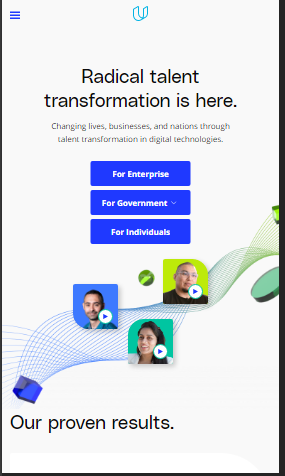 Radical talent
transformation is here.
Changing lives, businesses, and nations through
talent transformation in digital technologies.
For Enterprise
For Government
For Individuals
Our proven results.